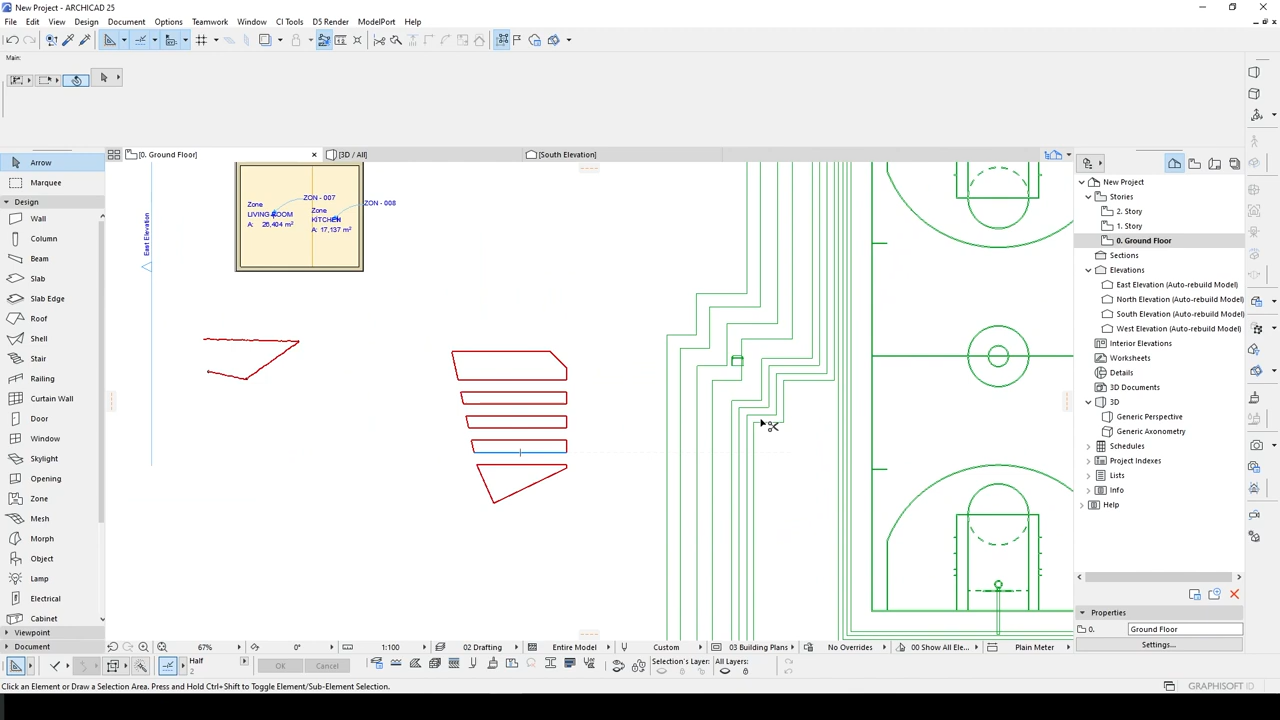 New Project - ARCHICAD 25
File Edit View Design Document Options Teamwork Window CI Tools D5 Render ModelPort Help
Main:
[0. Ground Floor] [3D / All] [South Elevation]
Arrow
Marquee
Design
Wall
Column
Beam
Slab
Slab Edge
Roof
Shell
Stair
Railing
Curtain Wall
Door
Window
Skylight
Opening
Zone
Mesh
Morph
Object
Lamp
Electrical
Cabinet
Viewpoint
Document
East Elevation
Zone
LIVING ROOM
A: 26,404 m²
ZON - 007
Zone
KITCHEN
A: 17,137 m²
ZON - 008
New Project
Stories
2. Story
1. Story
0. Ground Floor
Sections
Elevations
East Elevation (Auto-rebuild Model)
North Elevation (Auto-rebuild Model)
South Elevation (Auto-rebuild Model)
West Elevation (Auto-rebuild Model)
Interior Elevations
Worksheets
Details
3D Documents
3D
Generic Perspective
Generic Axonometry
Schedules
Project Indexes
Lists
Info
Help
Properties
0. Ground Floor
Settings...
67% 0° 1:100 02 Drafting Entire Model Custom 03 Building Plans No Overrides 00 Show All Ele... Plain Meter
Half
2
OK Cancel
Selection's Layer: All Layers:
Click an Element or Draw a Selection Area. Press and Hold Ctrl+Shift to Toggle Element/Sub-Element Selection.
GRAPHISOFT ID